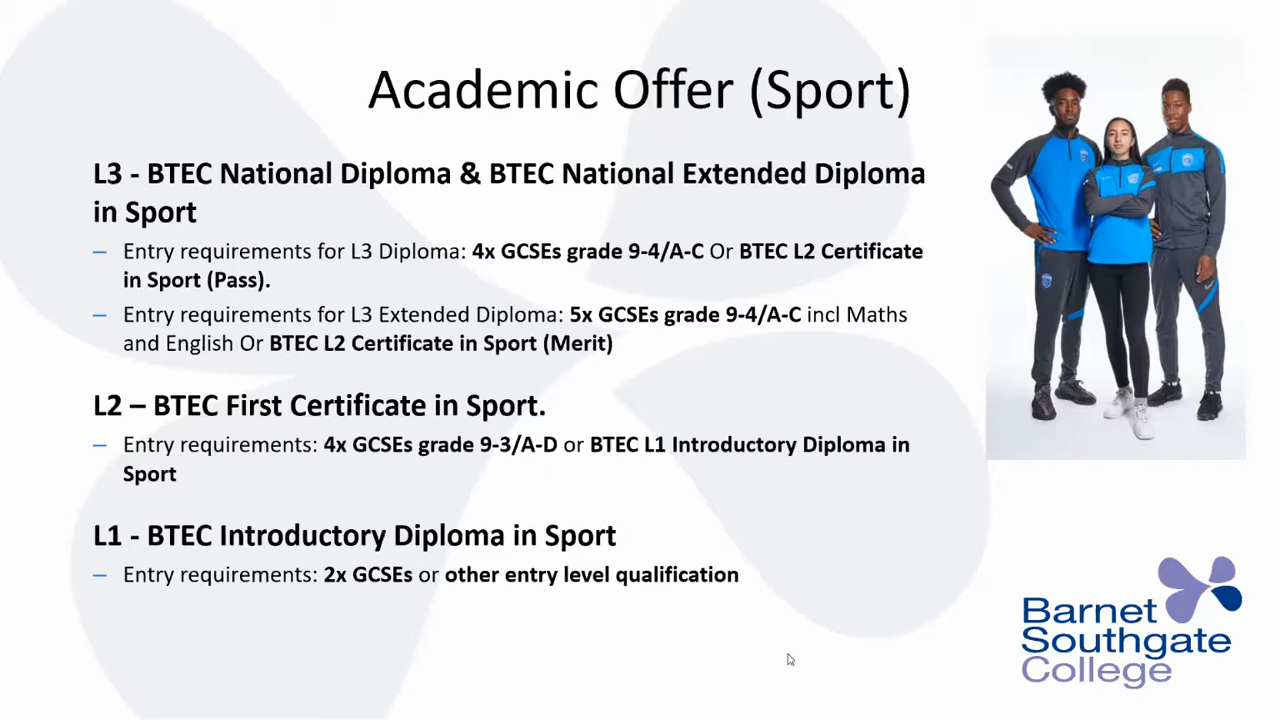 Academic Offer (Sport)
L3 - BTEC National Diploma & BTEC National Extended Diploma
in Sport
– Entry requirements for L3 Diploma: 4x GCSEs grade 9-4/A-C Or BTEC L2 Certificate
in Sport (Pass).
– Entry requirements for L3 Extended Diploma: 5x GCSEs grade 9-4/A-C incl Maths
and English Or BTEC L2 Certificate in Sport (Merit)
L2 – BTEC First Certificate in Sport.
– Entry requirements: 4x GCSEs grade 9-3/A-D or BTEC L1 Introductory Diploma in
Sport
L1 - BTEC Introductory Diploma in Sport
– Entry requirements: 2x GCSEs or other entry level qualification
Barnet
Southgate
College